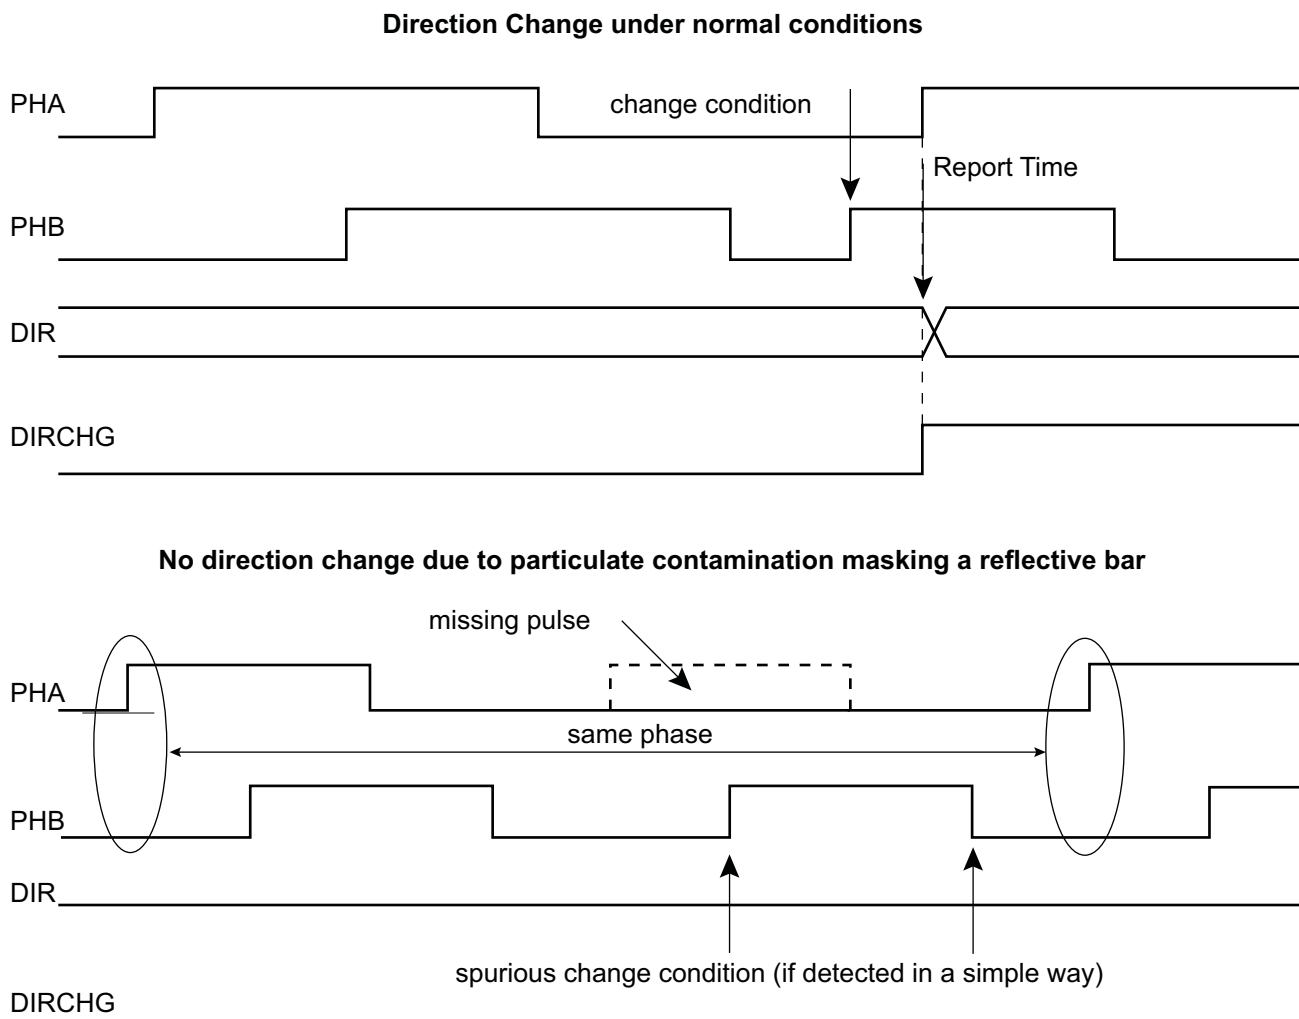 Direction Change under normal conditions
PHA
change condition
Report Time
PHB
DIR
DIRCHG
No direction change due to particulate contamination masking a reflective bar
missing pulse
PHA
same phase
PHB
DIR
spurious change condition (if detected in a simple way)
DIRCHG